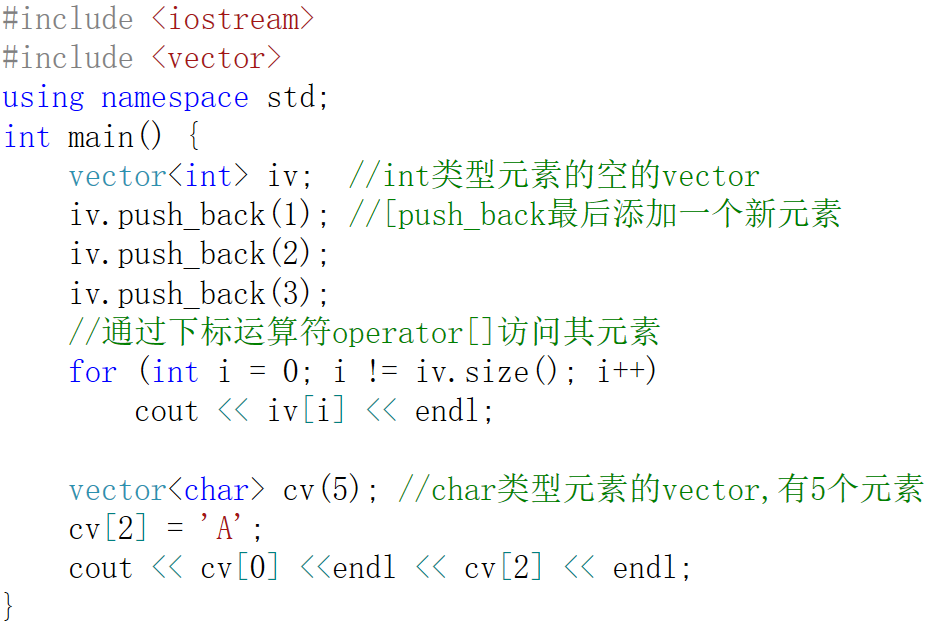 #include <iostream>
#include <vector>
using namespace std;
int main() {
    vector<int> iv;  //int类型元素的空的vector
    iv.push_back(1); //[push_back最后添加一个新元素
    iv.push_back(2);
    iv.push_back(3);
    //通过下标运算符operator[]访问其元素
    for (int i = 0; i != iv.size(); i++)
        cout << iv[i] << endl;

    vector<char> cv(5); //char类型元素的vector,有5个元素
    cv[2] = 'A';
    cout << cv[0] <<endl << cv[2] << endl;
}